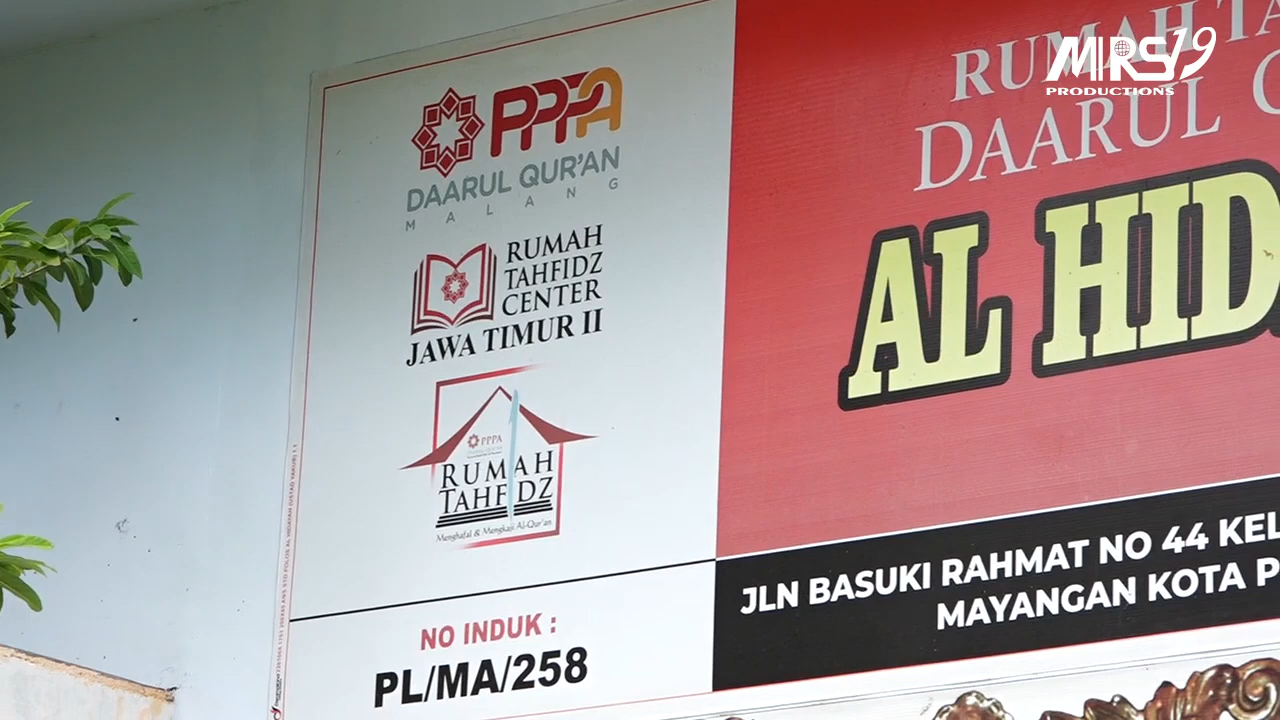 MRS19
PRODUCTIONS
PPPA
DAARUL QUR'AN
MALANG
RUMAH
TAHFIDZ
CENTER
JAWA TIMUR II
PPPA
RUMAH
TAHFIDZ
Menghafal & Mengkaji Al-Qur'an
NO INDUK :
PL/MA/258
RUMAH
DAARUL
AL HID
JLN BASUKI RAHMAT NO 44 KEL
MAYANGAN KOTA P